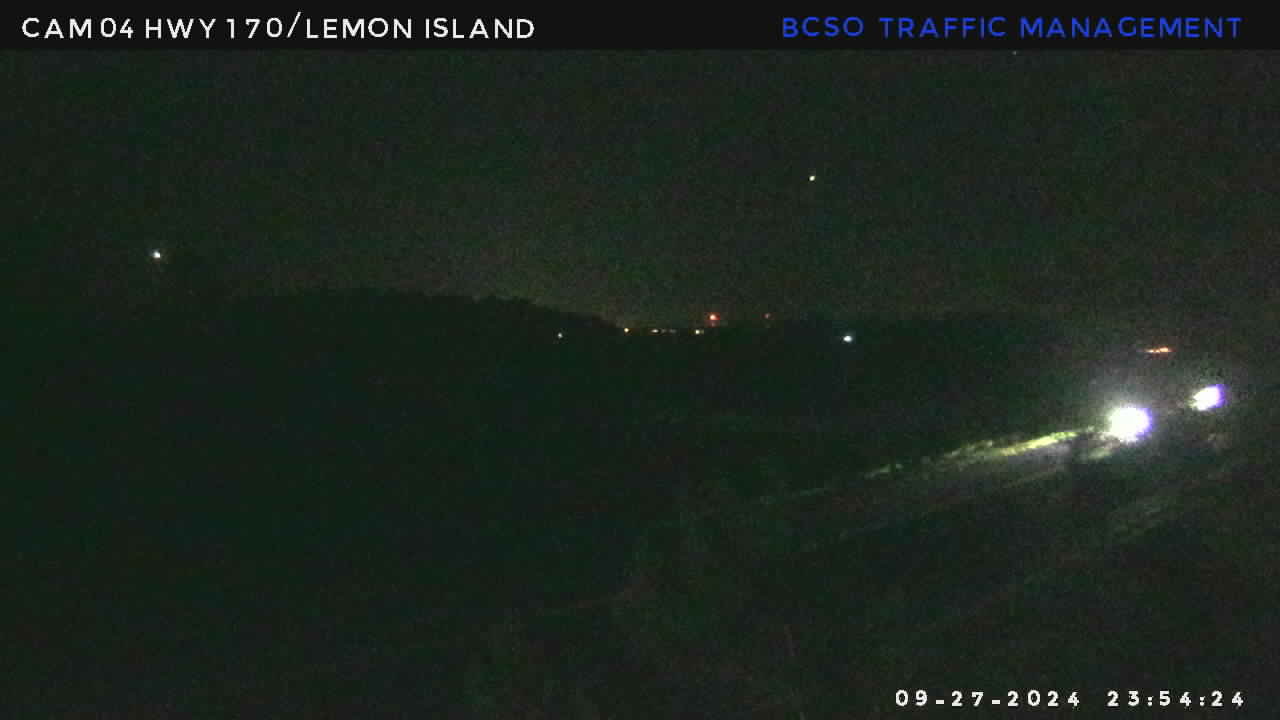 CAM04 HWY 170/LEMON ISLAND
BCSO TRAFFIC MANAGEMENT
09-27-2024 23:54:24